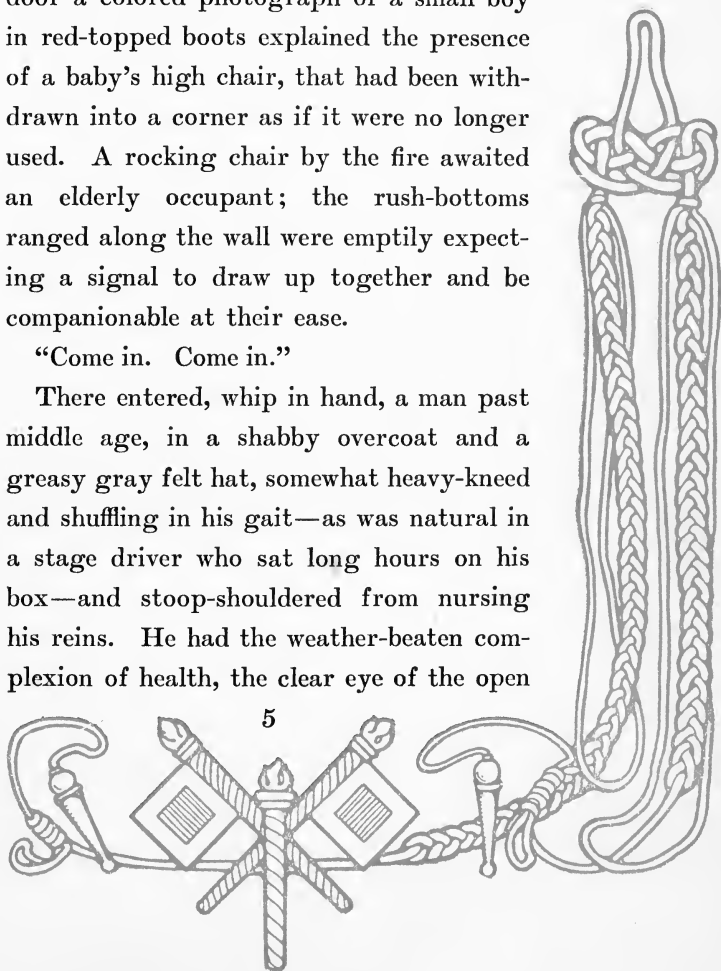 door a colored photograph of a small boy
in red-topped boots explained the presence
of a baby's high chair, that had been with-
drawn into a corner as if it were no longer
used. A rocking chair by the fire awaited
an elderly occupant; the rush-bottoms
ranged along the wall were emptily expect-
ing a signal to draw up together and be
companionable at their ease.
“Come in. Come in.”
There entered, whip in hand, a man past
middle age, in a shabby overcoat and a
greasy gray felt hat, somewhat heavy-kneed
and shuffling in his gait—as was natural in
a stage driver who sat long hours on his
box—and stoop-shouldered from nursing
his reins. He had the weather-beaten com-
plexion of health, the clear eye of the open
5